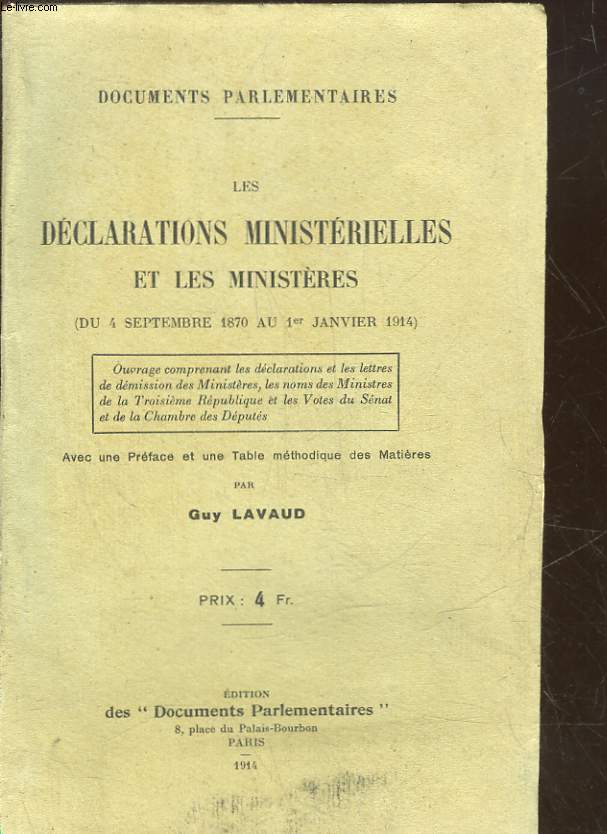 Le-livre.com
DOCUMENTS PARLEMENTAIRES
LES
DÉCLARATIONS MINISTÉRIELLES
ET LES MINISTÈRES
(DU 4 SEPTEMBRE 1870 AU 1er JANVIER 1914)
Ouvrage comprenant les déclarations et les lettres
de démission des Ministères, les noms des Ministres
de la Troisième République et les Votes du Sénat
et de la Chambre des Députés
Avec une Préface et une Table méthodique des Matières
PAR
Guy LAVAUD
PRIX : 4 Fr.
ÉDITION
des “ Documents Parlementaires ”
8, place du Palais-Bourbon
PARIS
1914